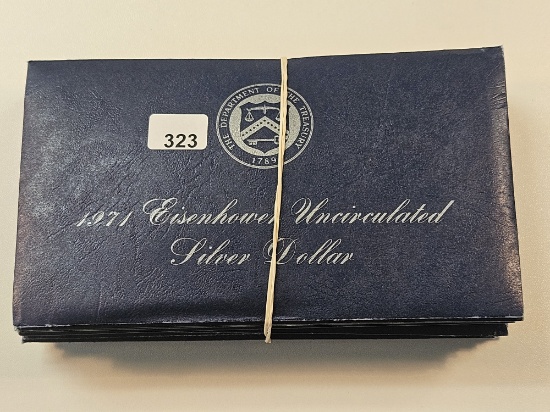 THE DEPARTMENT OF THE TREASURY
1789
323
1971 Eisenhower Uncirculated
Silver Dollar